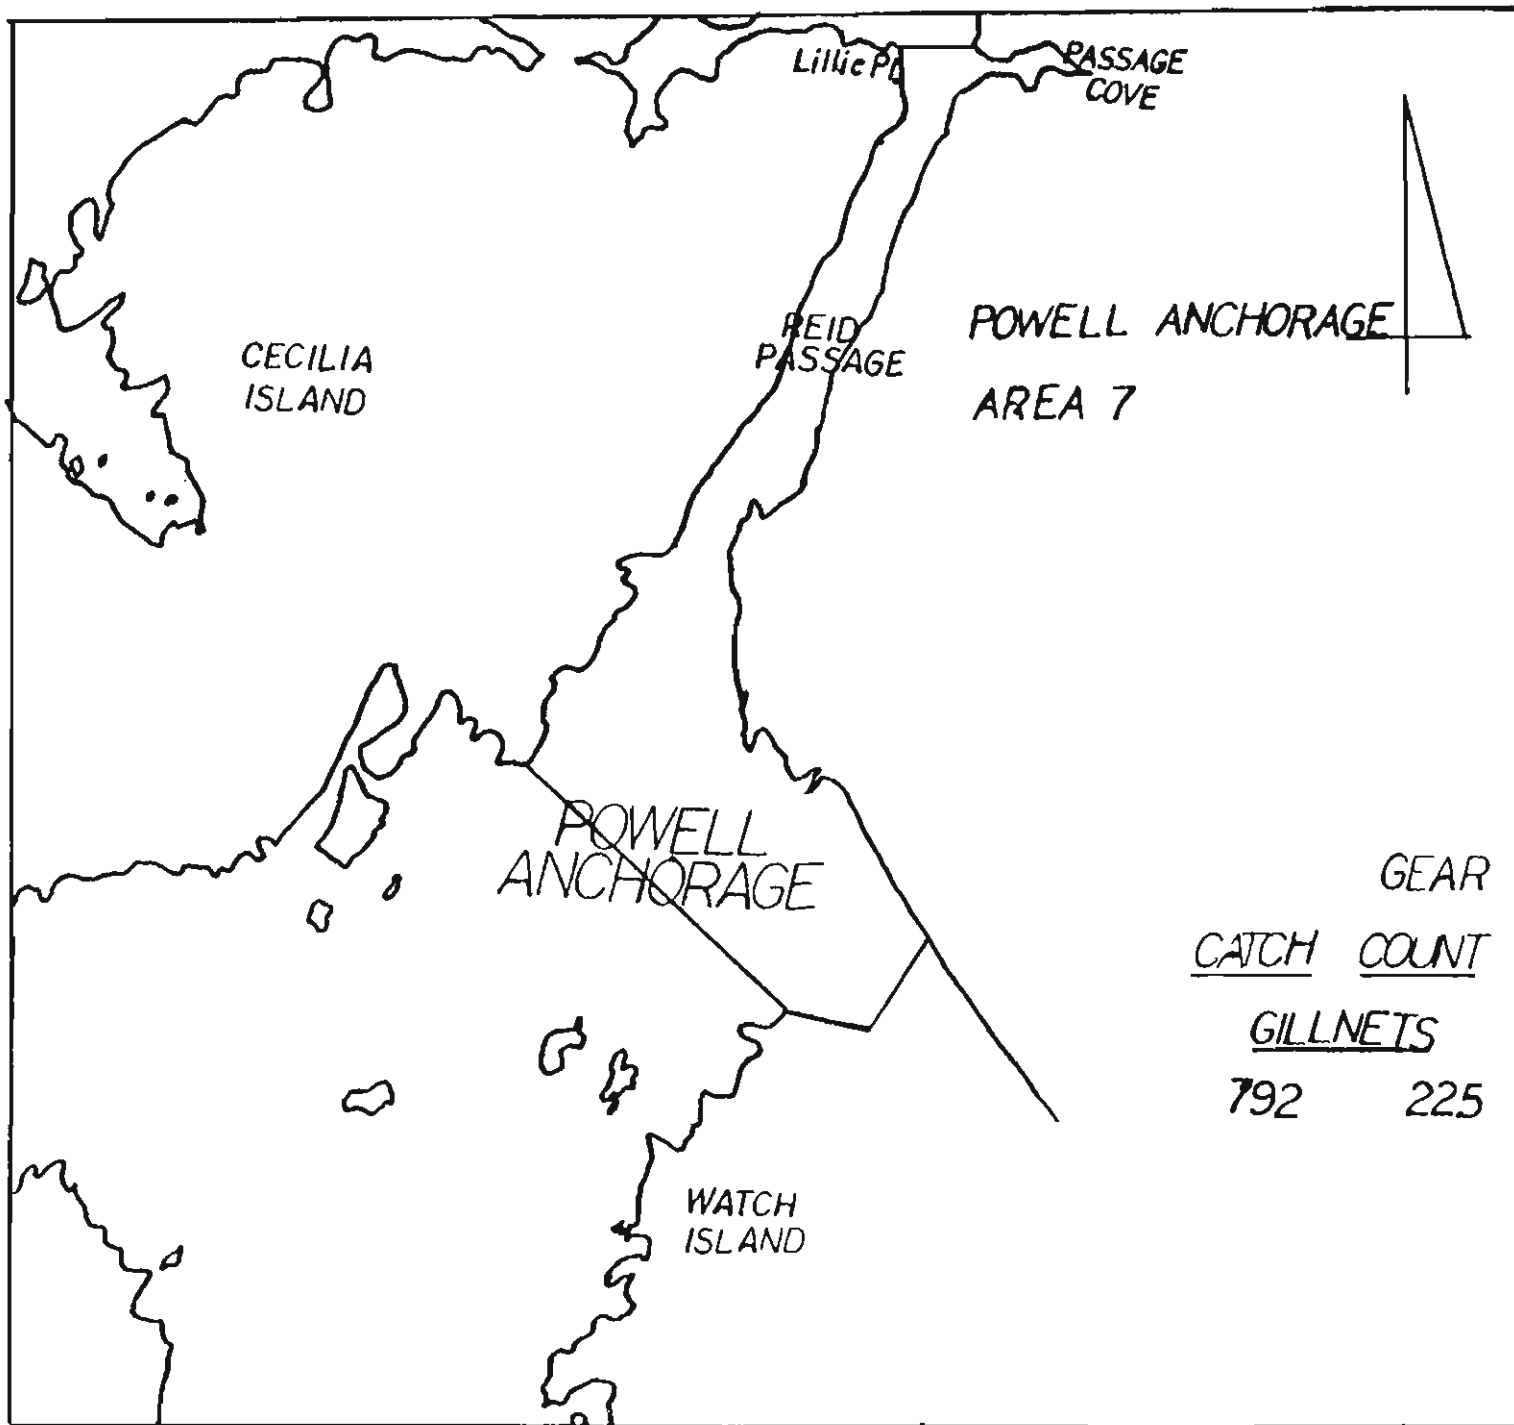 Lillie Pt
PASSAGE
COVE
CECILIA
ISLAND
REID
PASSAGE
POWELL ANCHORAGE
AREA 7
POWELL
ANCHORAGE
GEAR
CATCH COUNT
GILLNETS
792 225
WATCH
ISLAND